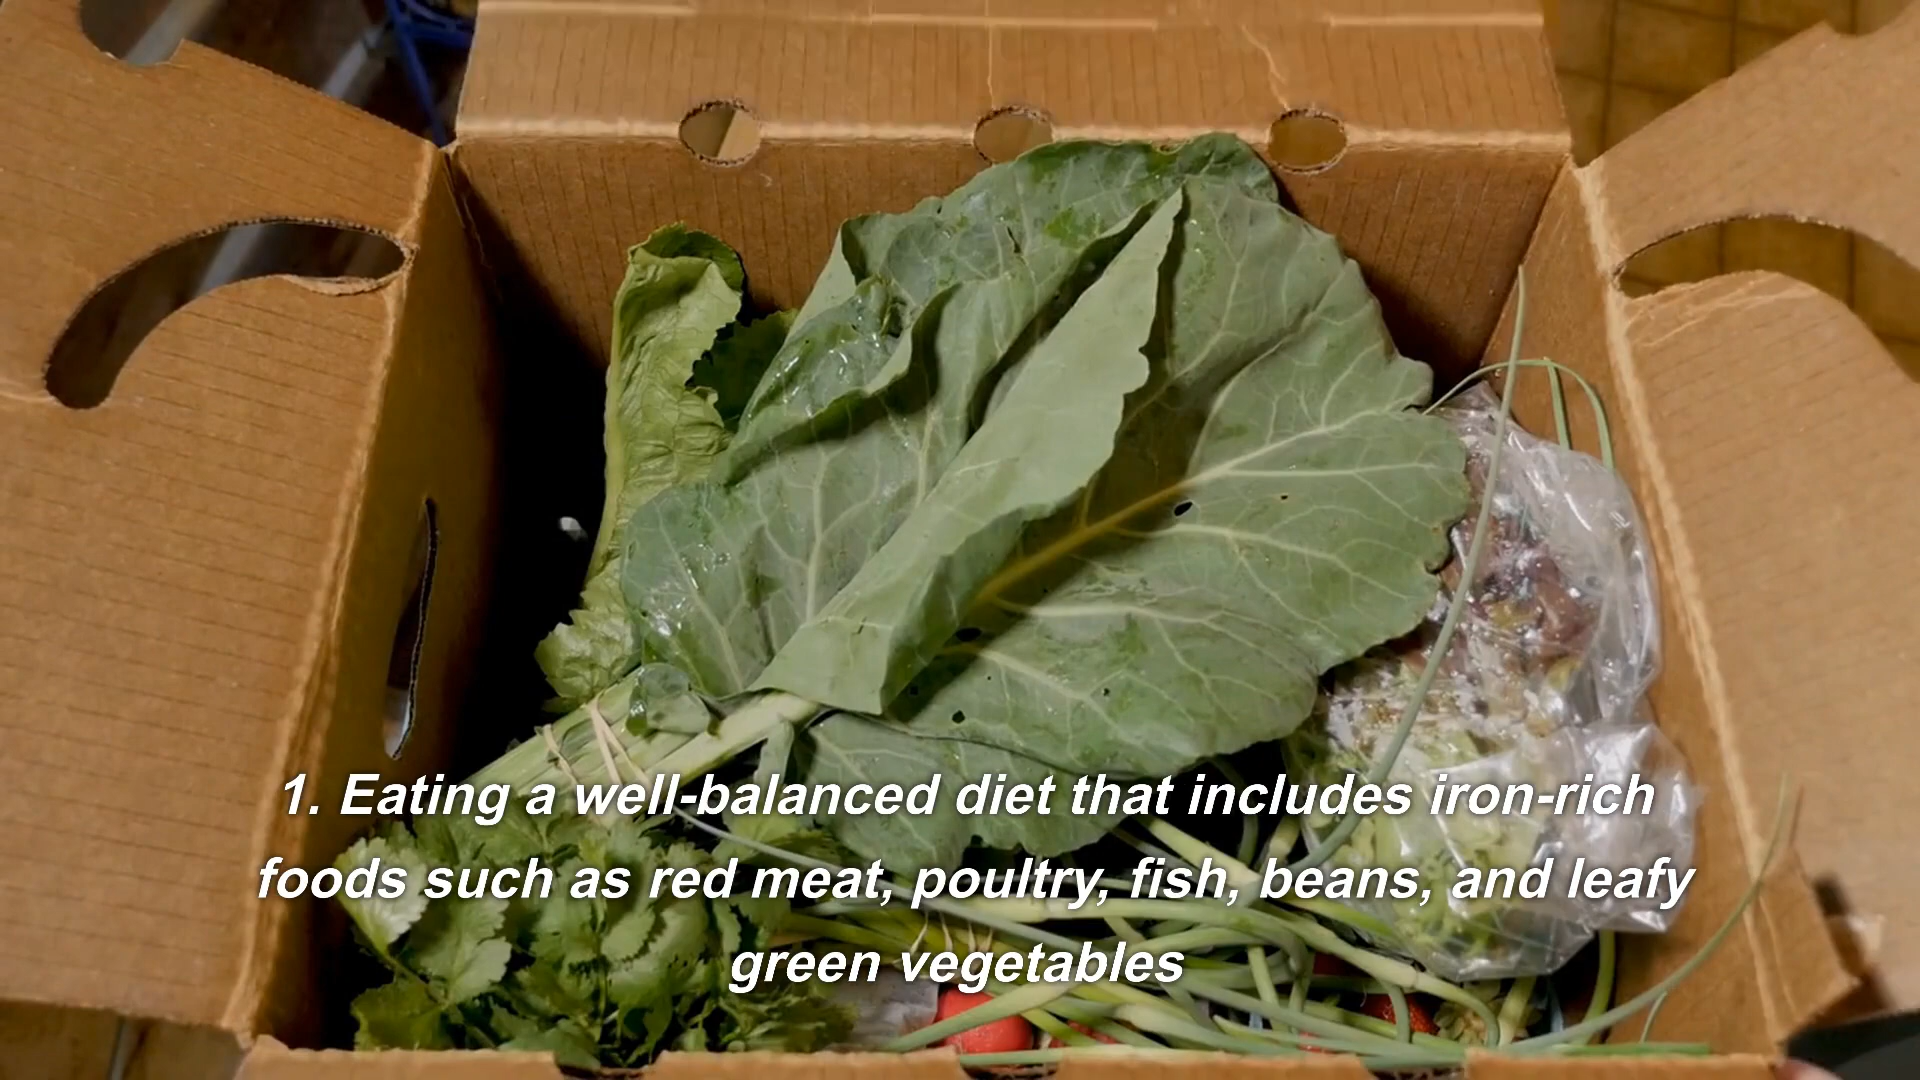 1. Eating a well-balanced diet that includes iron-rich
foods such as red meat, poultry, fish, beans, and leafy
green vegetables